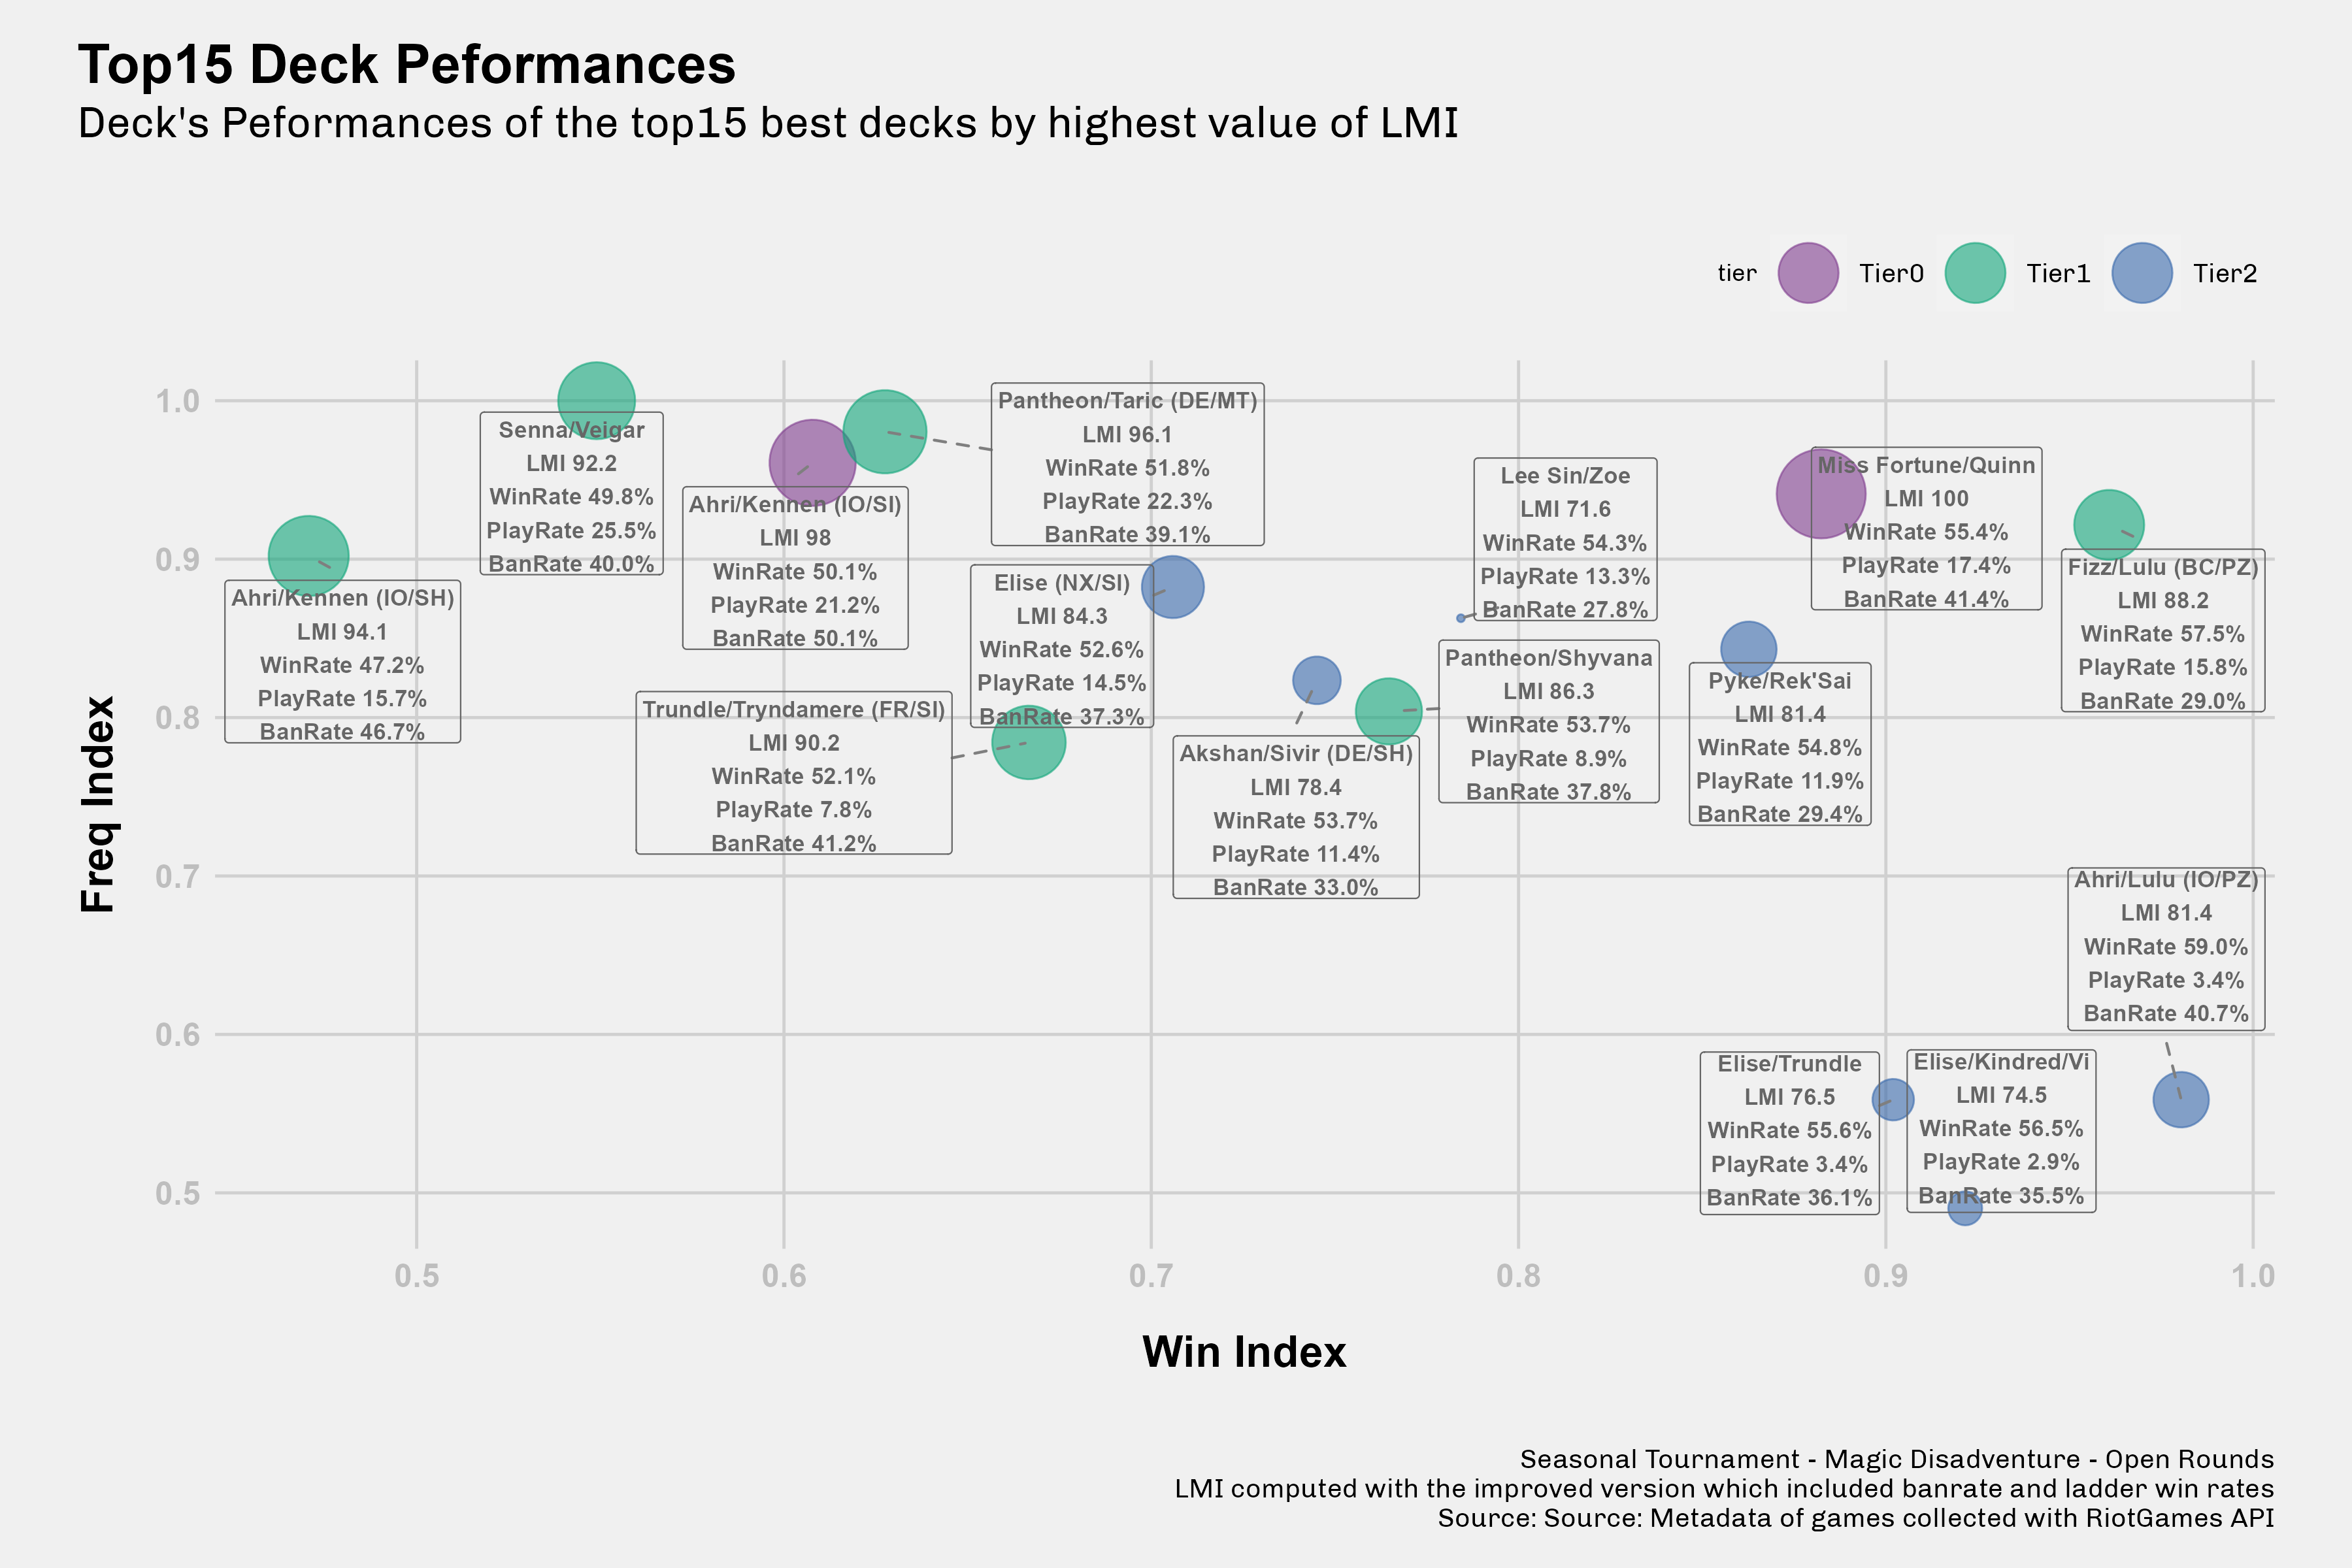 Top15 Deck Peformances
Deck's Peformances of the top15 best decks by highest value of LMI
tier
Tier0
Tier1
Tier2
Freq Index
1.0
0.9
0.8
0.7
0.6
0.5
Ahri/Kennen (IO/SH)
LMI 94.1
WinRate 47.2%
PlayRate 15.7%
BanRate 46.7%
Senna/Veigar
LMI 92.2
WinRate 49.8%
PlayRate 25.5%
BanRate 40.0%
Ahri/Kennen (IO/SI)
LMI 98
WinRate 50.1%
PlayRate 21.2%
BanRate 50.1%
Pantheon/Taric (DE/MT)
LMI 96.1
WinRate 51.8%
PlayRate 22.3%
BanRate 39.1%
Elise (NX/SI)
LMI 84.3
WinRate 52.6%
PlayRate 14.5%
BanRate 37.3%
Trundle/Tryndamere (FR/SI)
LMI 90.2
WinRate 52.1%
PlayRate 7.8%
BanRate 41.2%
Lee Sin/Zoe
LMI 71.6
WinRate 54.3%
PlayRate 13.3%
BanRate 27.8%
Pantheon/Shyvana
LMI 86.3
WinRate 53.7%
PlayRate 8.9%
BanRate 37.8%
Akshan/Sivir (DE/SH)
LMI 78.4
WinRate 53.7%
PlayRate 11.4%
BanRate 33.0%
Miss Fortune/Quinn
LMI 100
WinRate 55.4%
PlayRate 17.4%
BanRate 41.4%
Pyke/Rek'Sai
LMI 81.4
WinRate 54.8%
PlayRate 11.9%
BanRate 29.4%
Fizz/Lulu (BC/PZ)
LMI 88.2
WinRate 57.5%
PlayRate 15.8%
BanRate 29.0%
Ahri/Lulu (IO/PZ)
LMI 81.4
WinRate 59.0%
PlayRate 3.4%
BanRate 40.7%
Elise/Trundle
LMI 76.5
WinRate 55.6%
PlayRate 3.4%
BanRate 36.1%
Elise/Kindred/Vi
LMI 74.5
WinRate 56.5%
PlayRate 2.9%
BanRate 35.5%
0.5
0.6
0.7
0.8
0.9
1.0
Win Index
Seasonal Tournament - Magic Disadventure - Open Rounds
LMI computed with the improved version which included banrate and ladder win rates
Source: Source: Metadata of games collected with RiotGames API